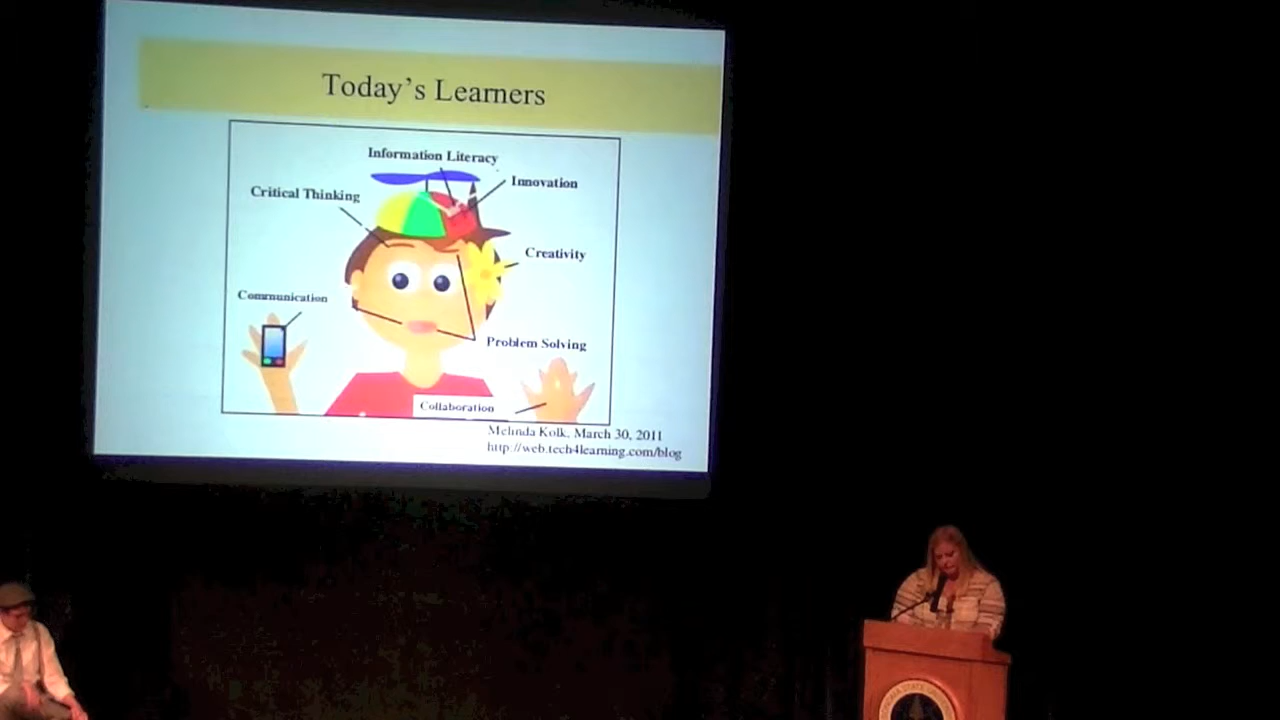 Today's Learners
Information Literacy
Innovation
Critical Thinking
Creativity
Communication
Problem Solving
Collaboration
Melinda Kolk, March 30, 2011
http://web.tech4learning.com/blog
STATE